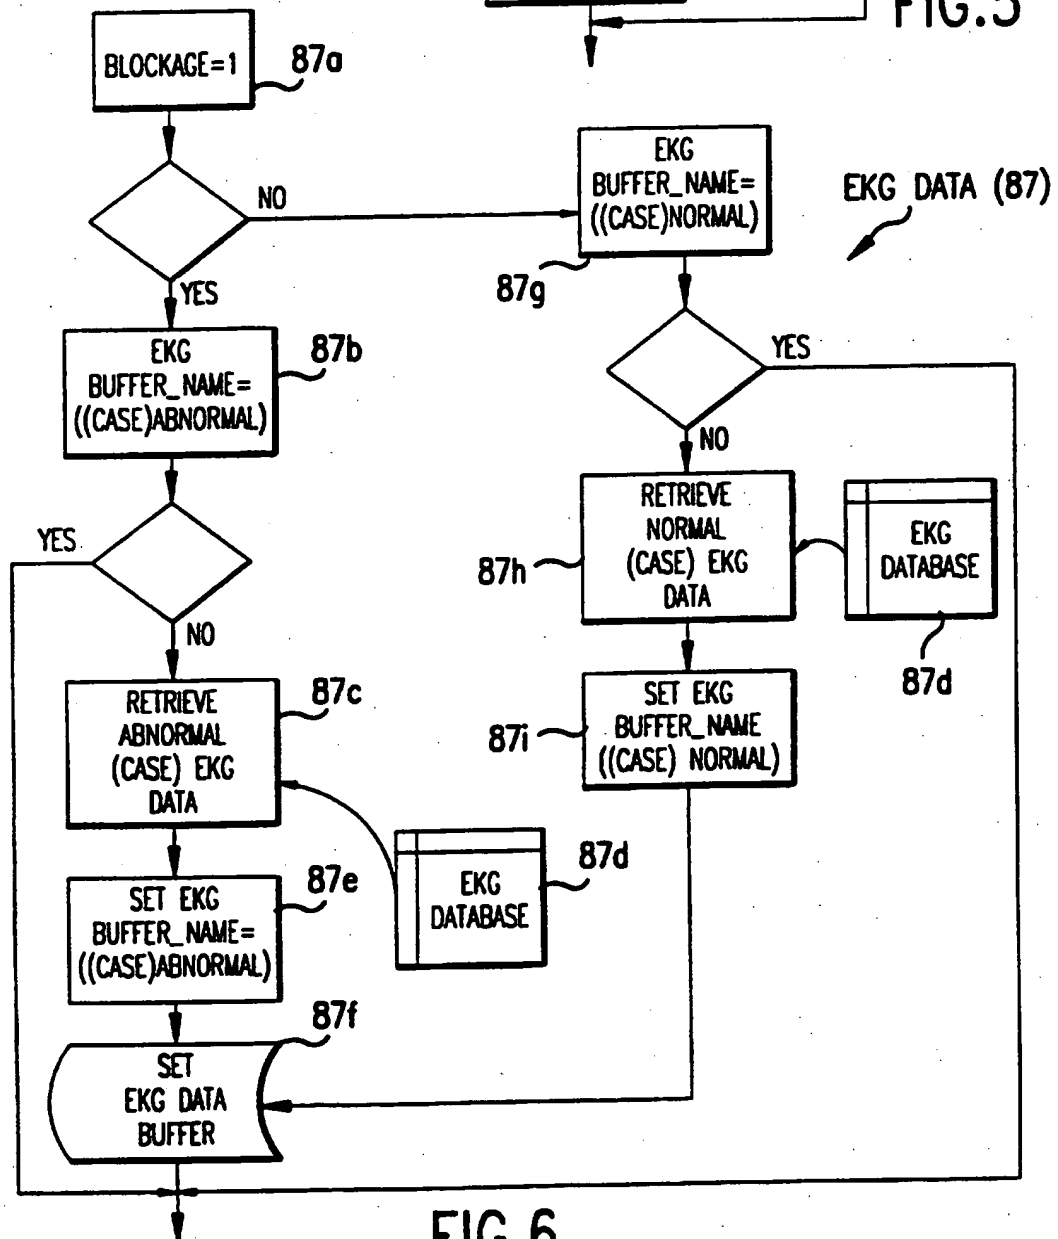 FIG.5
BLOCKAGE=1
87a
NO
YES
EKG
BUFFER_NAME=
((CASE)NORMAL)
87g
EKG DATA (87)
EKG
BUFFER_NAME=
((CASE)ABNORMAL)
87b
YES
NO
YES
NO
RETRIEVE
NORMAL
(CASE) EKG
DATA
87h
EKG
DATABASE
87d
RETRIEVE
ABNORMAL
(CASE) EKG
DATA
87c
SET EKG
BUFFER_NAME
((CASE) NORMAL)
87i
EKG
DATABASE
87d
SET EKG
BUFFER_NAME=
((CASE)ABNORMAL)
87e
SET
EKG DATA
BUFFER
87f
FIG.6